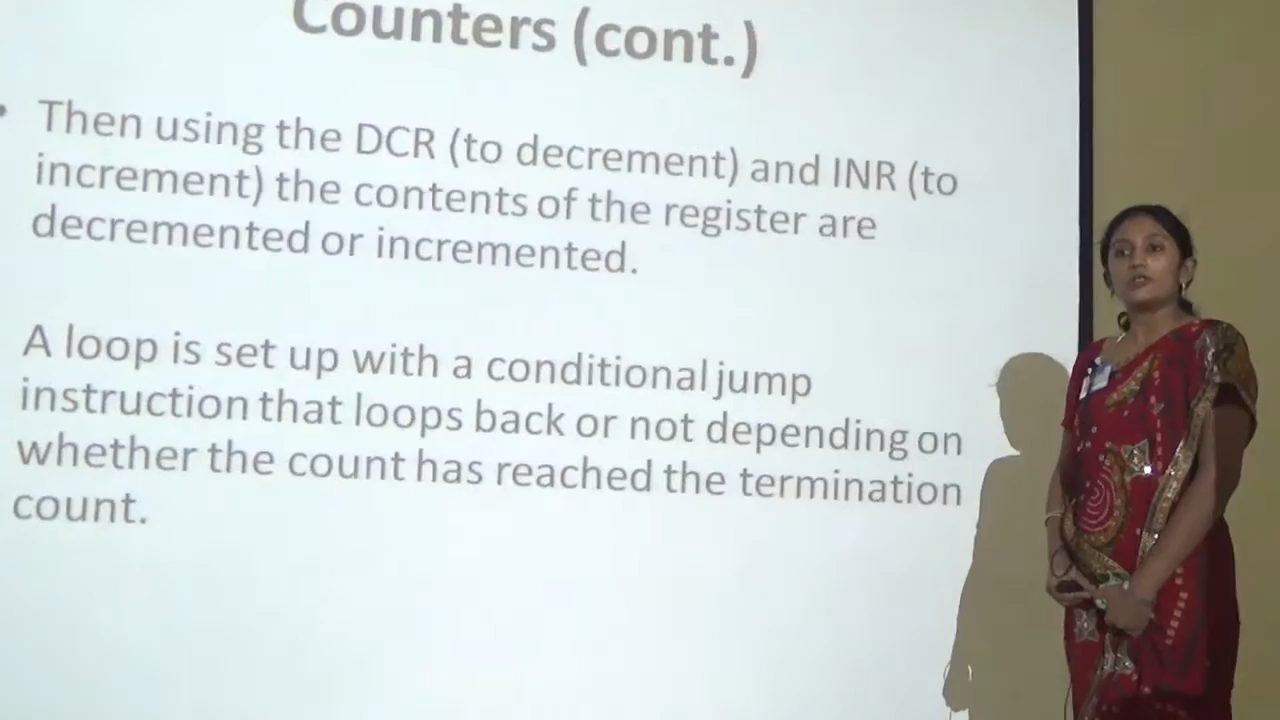 Counters (cont.)
• Then using the DCR (to decrement) and INR (to
increment) the contents of the register are
decremented or incremented.
A loop is set up with a conditional jump
instruction that loops back or not depending on
whether the count has reached the termination
count.